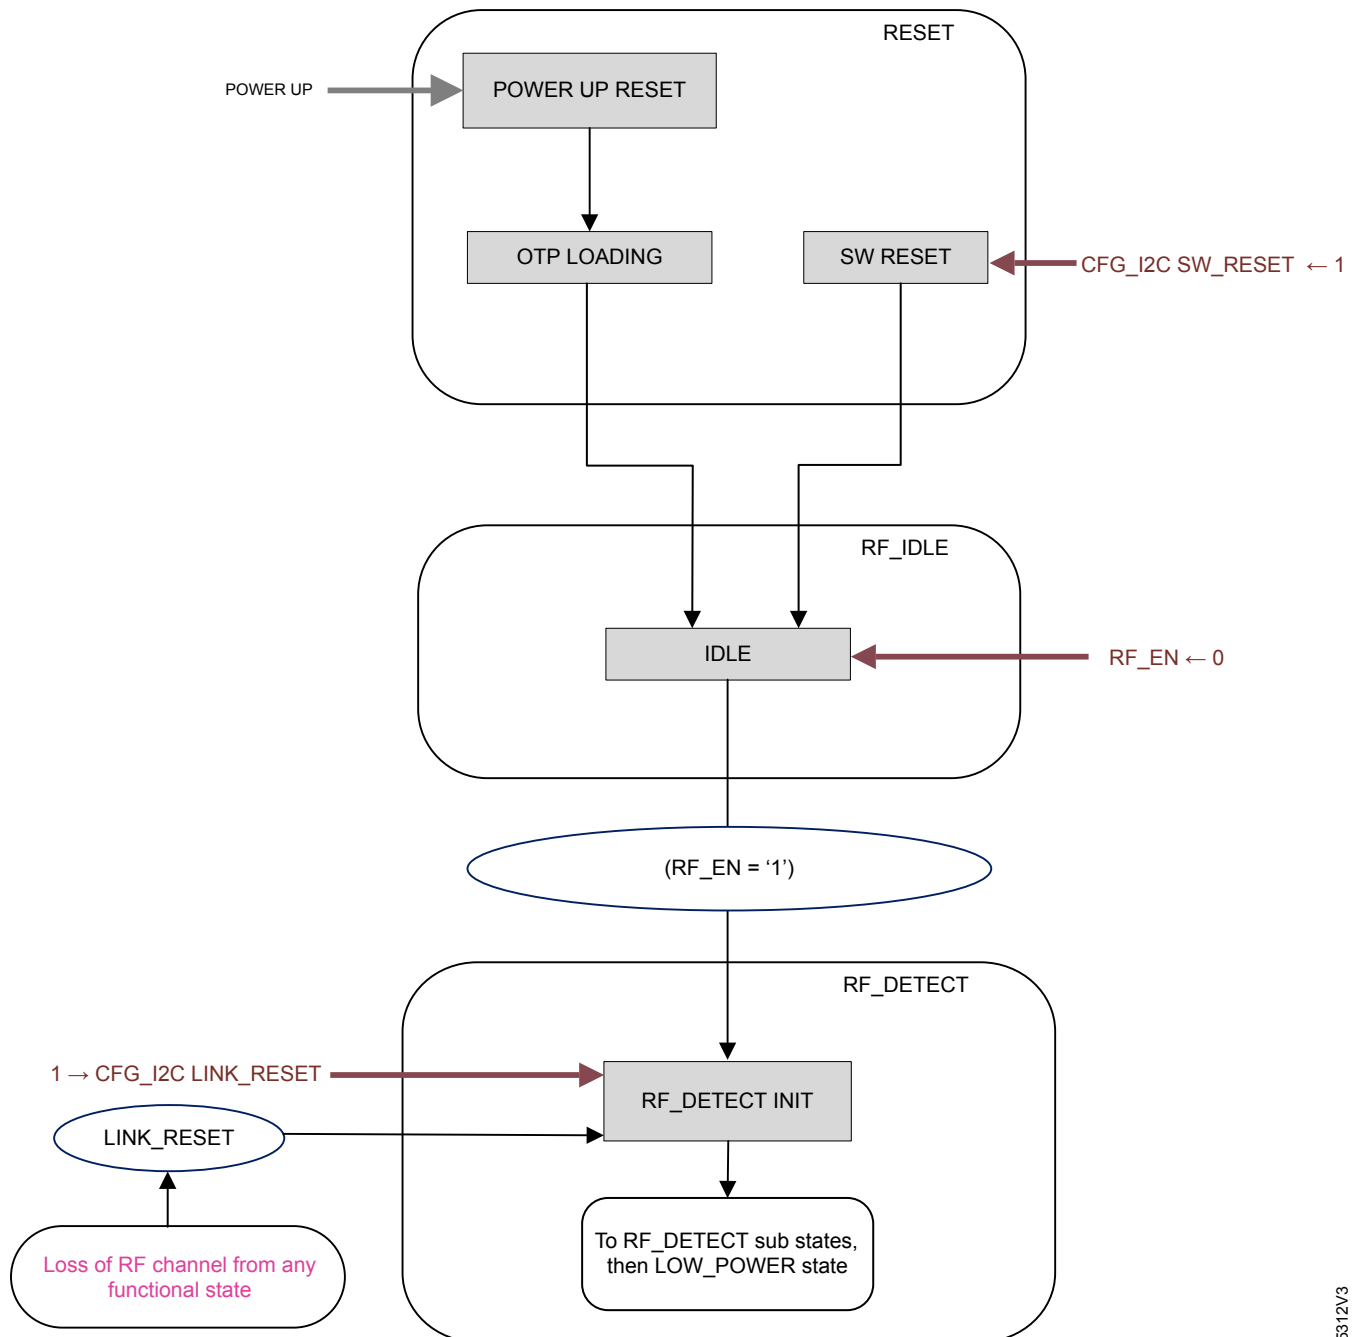 RESET
POWER UP
POWER UP RESET
OTP LOADING
SW RESET
CFG_I2C SW_RESET ← 1
RF_IDLE
IDLE
RF_EN ← 0
(RF_EN = ‘1’)
RF_DETECT
1 → CFG_I2C LINK_RESET
RF_DETECT INIT
LINK_RESET
To RF_DETECT sub states,
then LOW_POWER state
Loss of RF channel from any
functional state